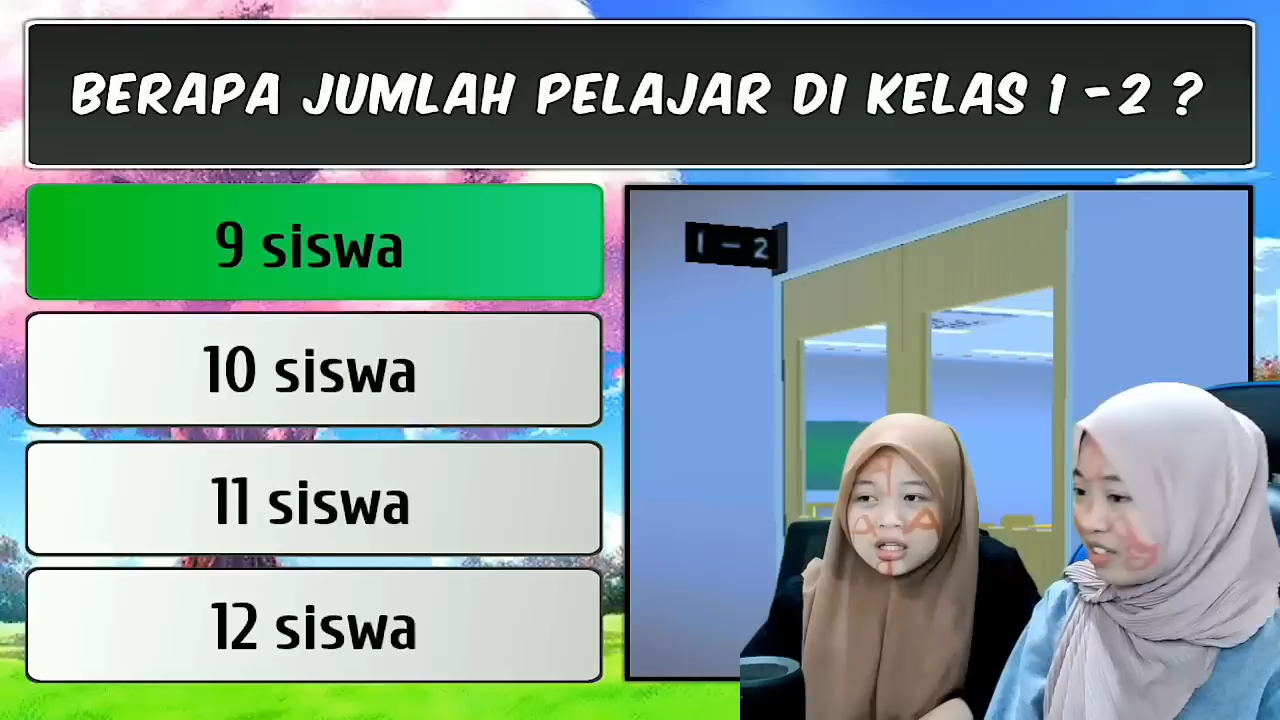 BERAPA JUMLAH PELAJAR DI KELAS 1 - 2 ?
9 siswa
10 siswa
11 siswa
12 siswa
1 - 2